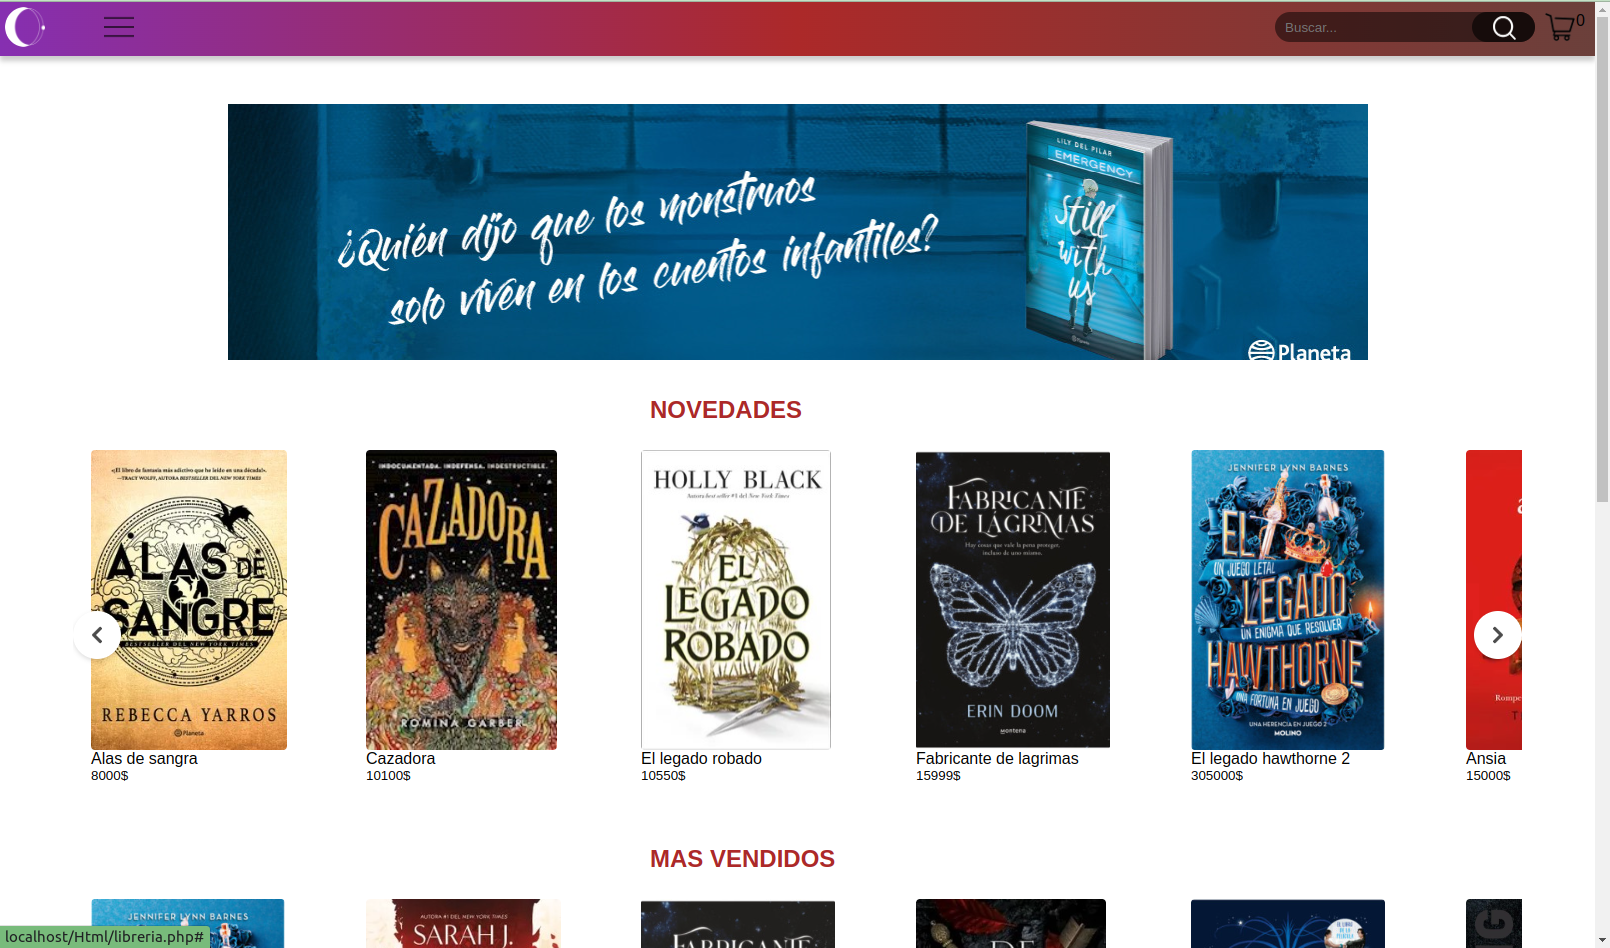 Buscar...
0
¿Quién dijo que los monstruos
solo viven en los cuentos infantiles?
LILY DEL PILAR
EMERGENCY
Still
with
us
Planeta
NOVEDADES
«El libro de fantasía más adictivo que he leído en una década».
—TRACY WOLFF, AUTORA BESTSELLER DEL NEW YORK TIMES
ALAS DE
SANGRE
BESTSELLER DEL NEW YORK TIMES
REBECCA YARROS
Planeta
Alas de sangra
8000$
INDOCUMENTADA. INDEFENSA. INDESTRUCTIBLE.
CAZADORA
ROMINA GARBER
Cazadora
10100$
HOLLY BLACK
Autora best seller #1 del New York Times
EL
LEGADO
ROBADO
El legado robado
10550$
FABRICANTE
DE LÁGRIMAS
Hay cosas que vale la pena proteger,
incluso de uno mismo.
ERIN DOOM
montena
Fabricante de lagrimas
15999$
JENNIFER LYNN BARNES
EL
UN JUEGO LETAL
LEGADO
UN ENIGMA QUE RESOLVER
HAWTHORNE
UNA FORTUNA EN JUEGO
UNA HERENCIA EN JUEGO 2
MOLINO
El legado hawthorne 2
305000$
a
Rompe
T
Ansia
15000$
MAS VENDIDOS
JENNIFER LYNN BARNES
AUTORA #1 DEL NEW YORK TIMES
SARAH J.
FABRICANTE
DE
localhost/Html/libreria.php#